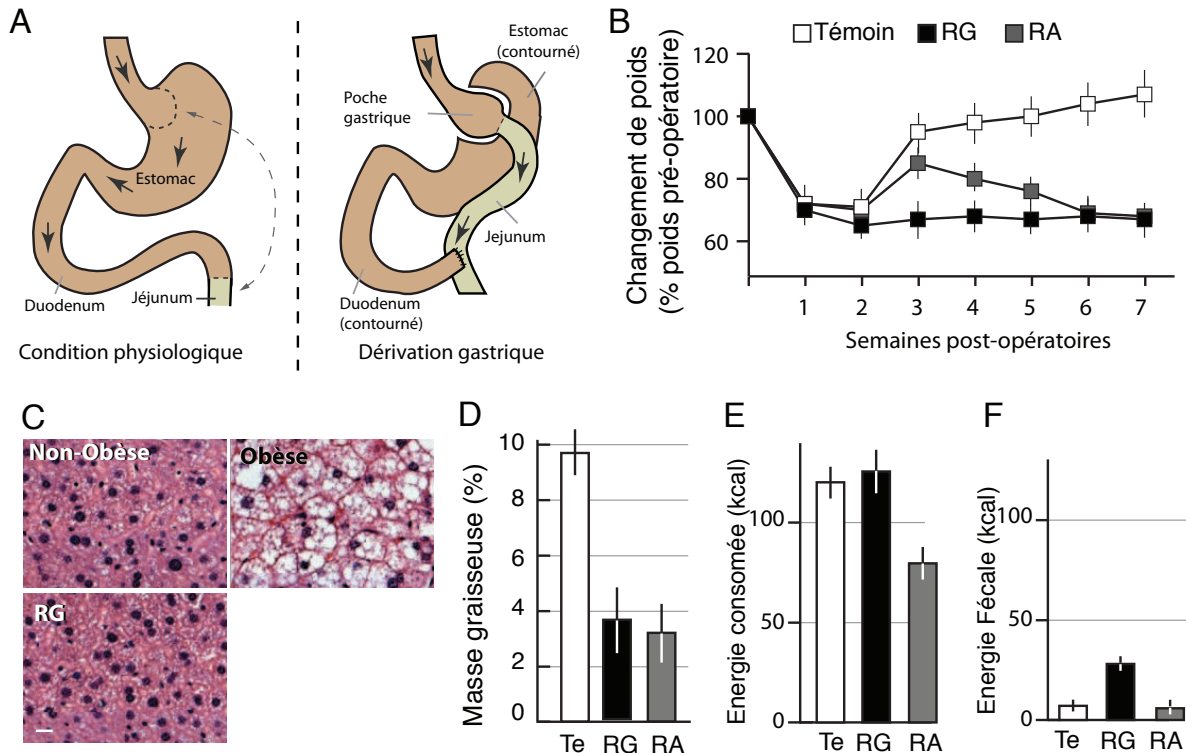 A
Estomac
Duodenum
Jéjunum
Condition physiologique
Estomac
(contourné)
Poche
gastrique
Jejunum
Duodenum
(contourné)
Dérivation gastrique
B
Témoin RG RA
Changement de poids
(% poids pré-opératoire)
120
100
80
60
1 2 3 4 5 6 7
Semaines post-opératoires
C
Non-Obèse
Obèse
RG
D
Masse graisseuse (%)
10
8
6
4
2
0
Te RG RA
E
Energie consomée (kcal)
100
50
0
Te RG RA
F
Energie Fécale (kcal)
100
50
0
Te RG RA